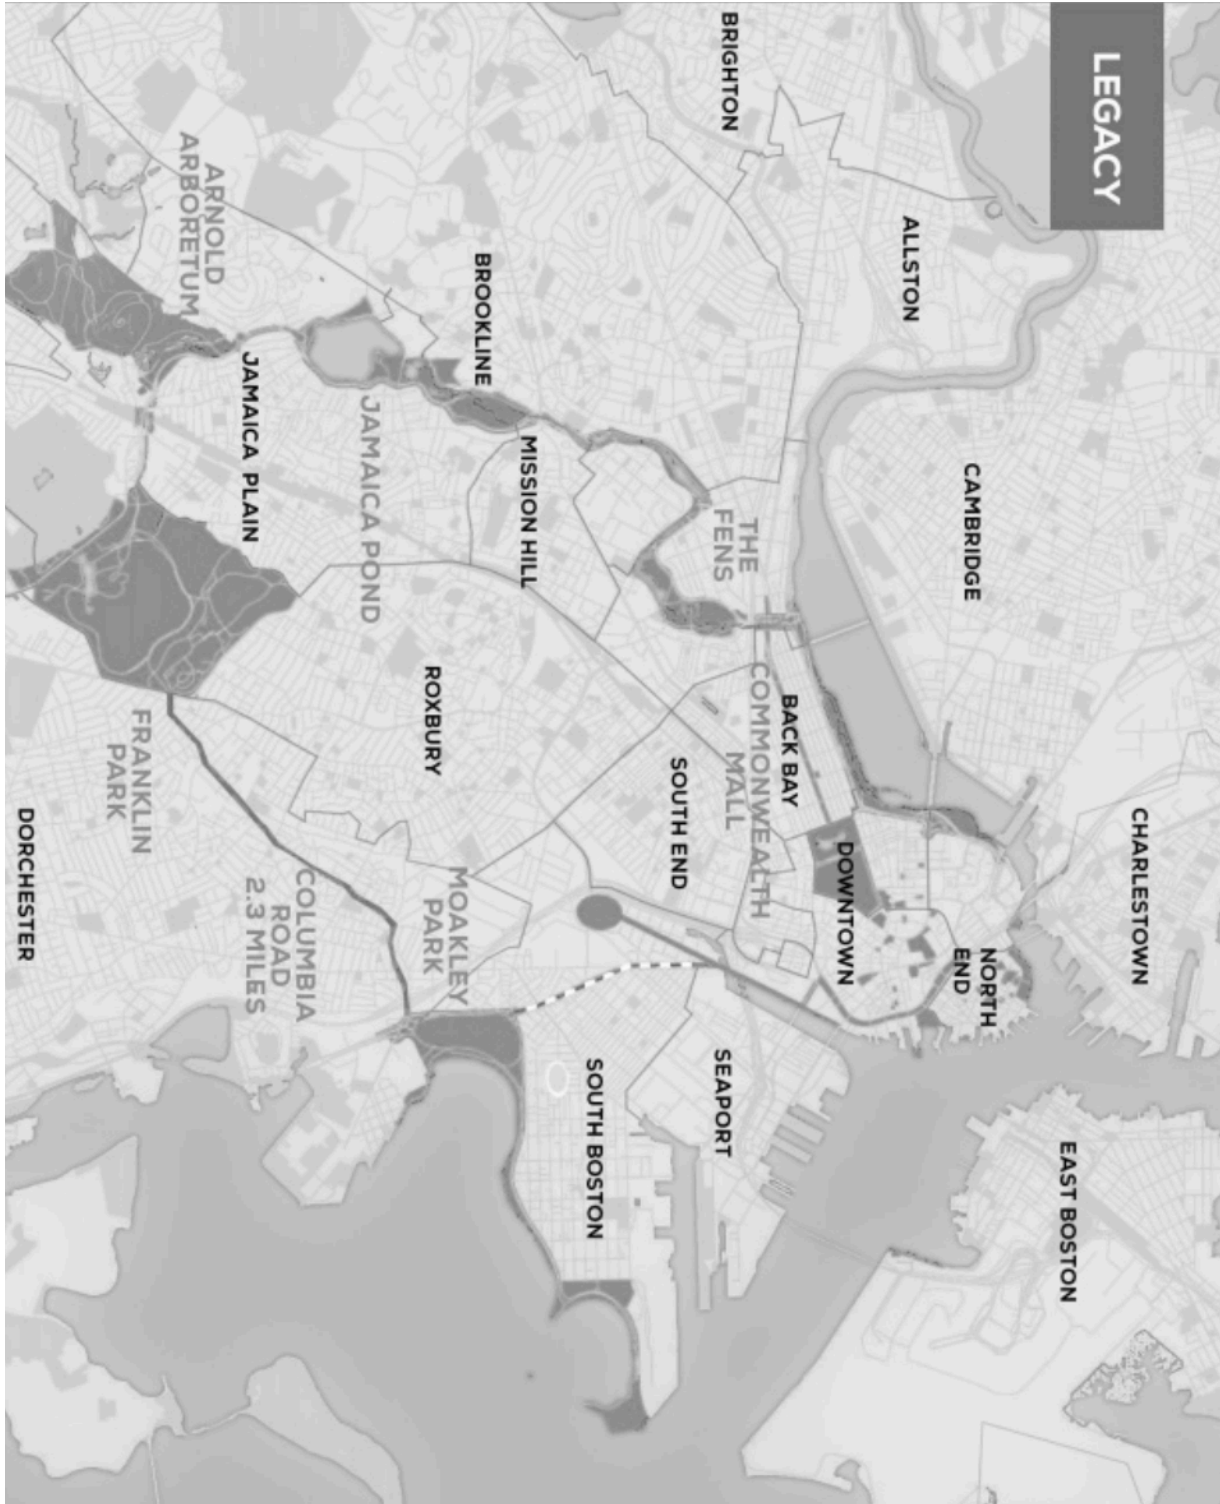 LEGACY
CHARLESTOWN
EAST BOSTON
NORTH
END
CAMBRIDGE
ALLSTON
DOWNTOWN
BACK BAY
COMMONWEALTH
MALL
THE
FENS
BRIGHTON
SEAPORT
SOUTH END
SOUTH BOSTON
MISSION HILL
BROOKLINE
MOAKLEY
PARK
ROXBURY
JAMAICA POND
COLUMBIA
ROAD
2.3 MILES
JAMAICA PLAIN
ARNOLD
ARBORETUM
FRANKLIN
PARK
DORCHESTER